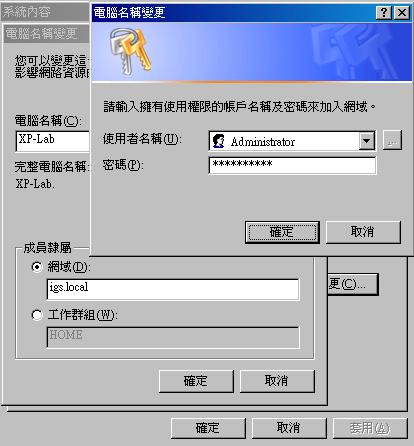 系統內容
電腦名稱變更
電腦名稱變更
您可以變更這
影響網路資源的
請輸入擁有使用權限的帳戶名稱及密碼來加入網域。
電腦名稱(C):
XP-Lab
使用者名稱(U):
Administrator
...
完整電腦名稱:
XP-Lab.
密碼(P):
**********
確定
取消
成員隸屬
網域(D):
igs.local
更(C)...
工作群組(W):
HOME
確定
取消
確定
取消
套用(A)